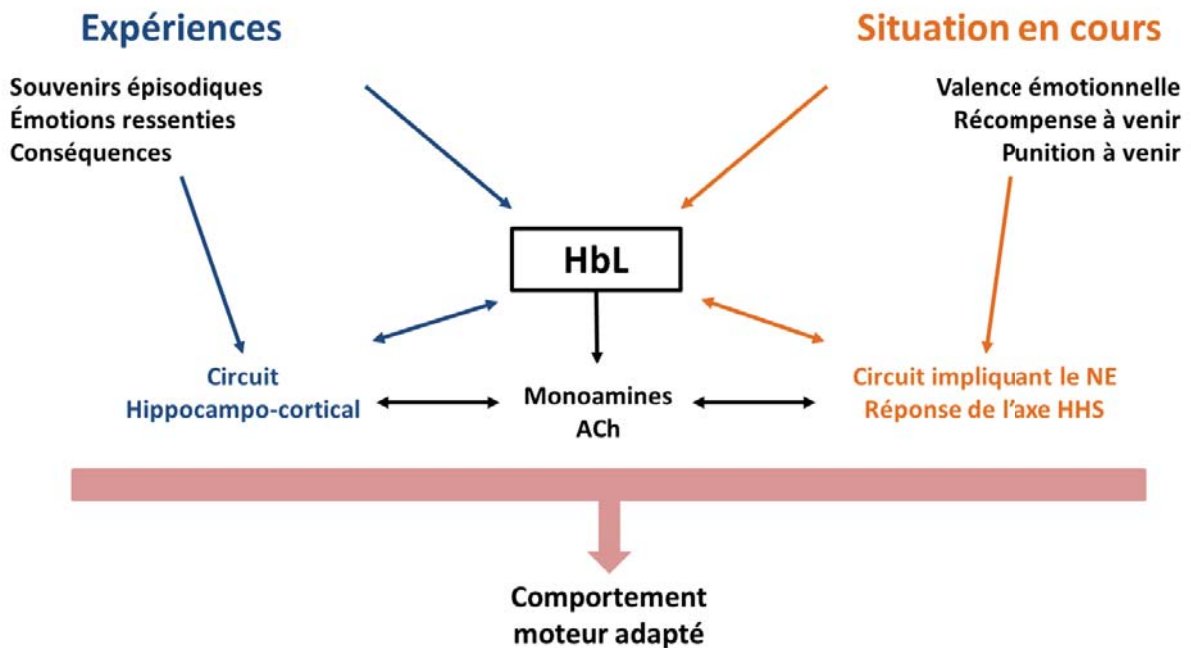 Expériences
Situation en cours
Souvenirs épisodiques
Émotions ressenties
Conséquences
Valence émotionnelle
Récompense à venir
Punition à venir
HbL
Circuit
Hippocampo-cortical
Monoamines
ACh
Circuit impliquant le NE
Réponse de l'axe HHS
Comportement
moteur adapté